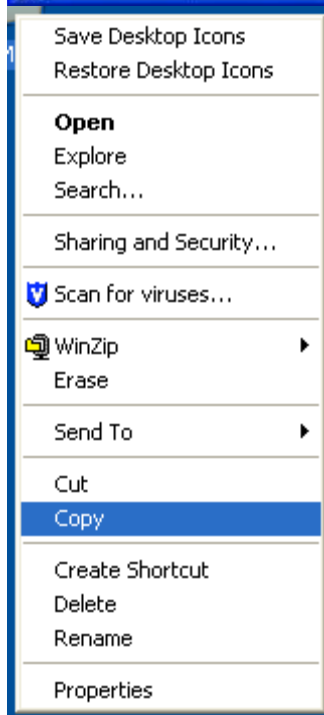 Save Desktop Icons
Restore Desktop Icons
Open
Explore
Search...
Sharing and Security...
Scan for viruses...
WinZip
Erase
Send To
Cut
Copy
Create Shortcut
Delete
Rename
Properties